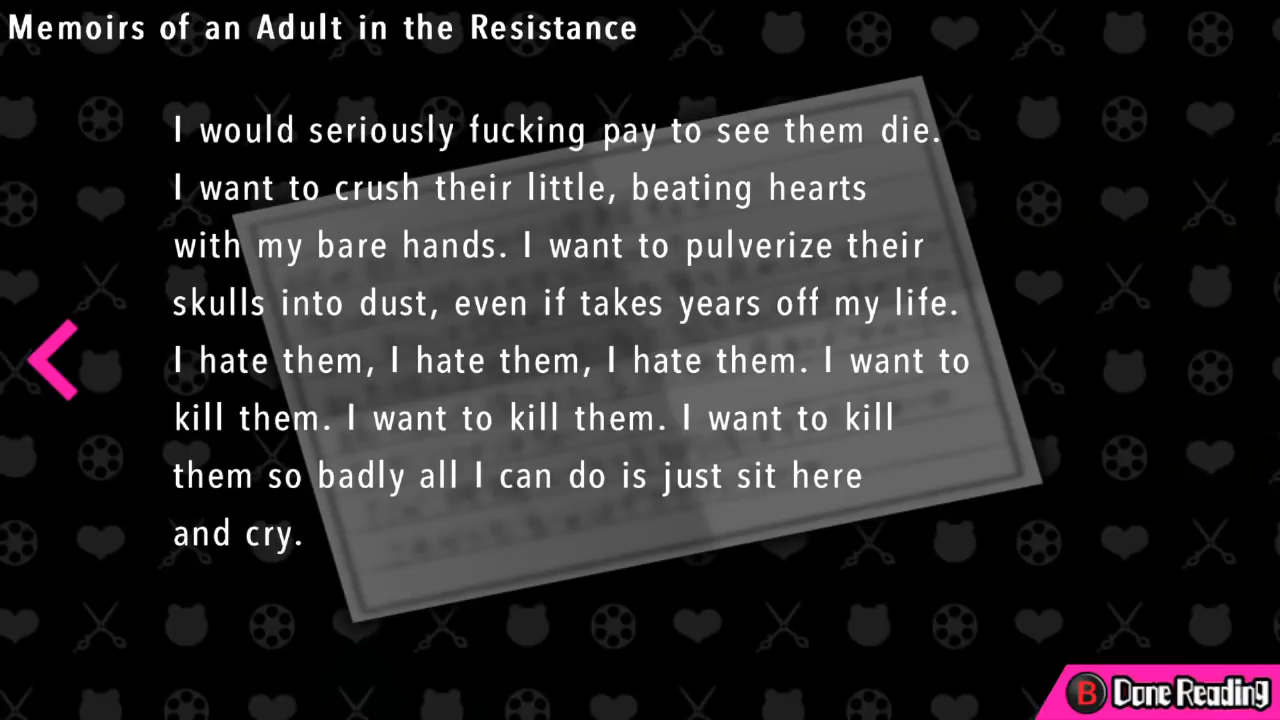 Memoirs of an Adult in the Resistance
I would seriously fucking pay to see them die.
I want to crush their little, beating hearts
with my bare hands. I want to pulverize their
skulls into dust, even if takes years off my life.
I hate them, I hate them, I hate them. I want to
kill them. I want to kill them. I want to kill
them so badly all I can do is just sit here
and cry.
B Done Reading